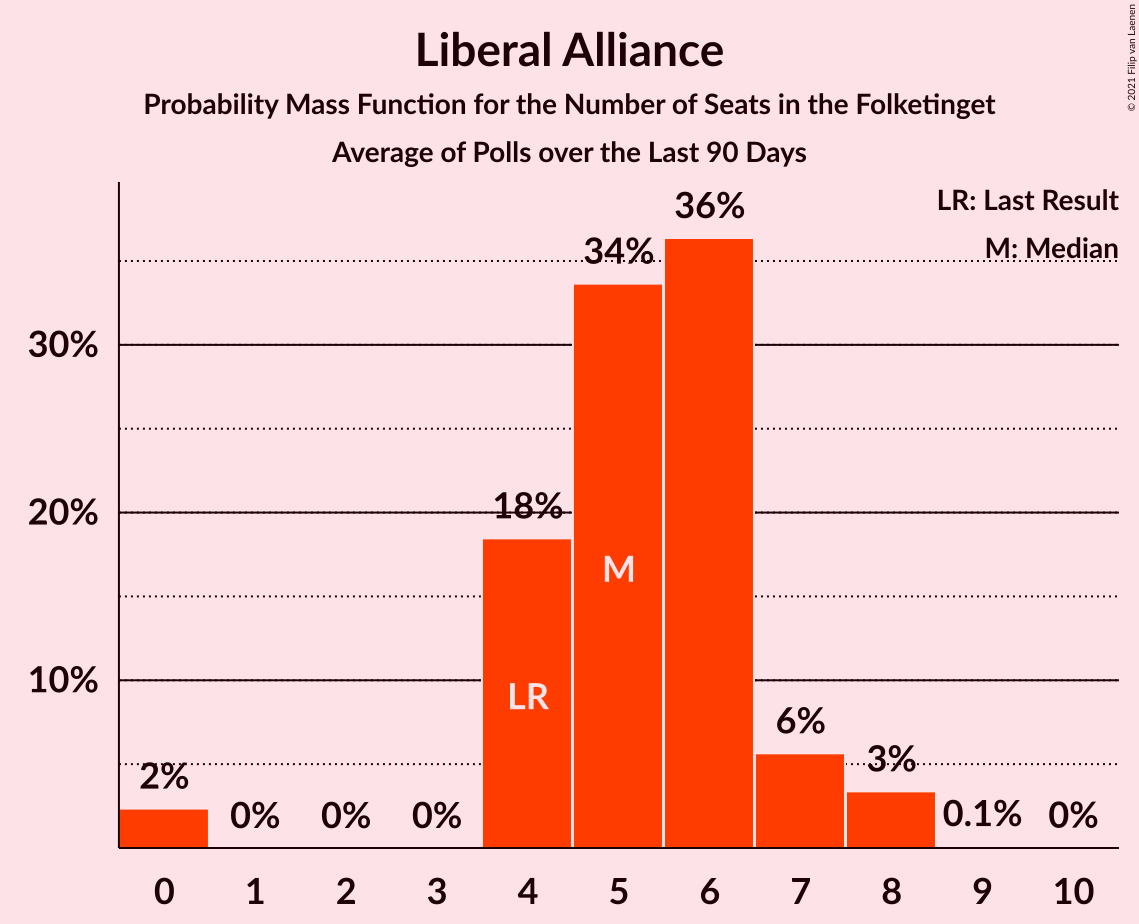 Liberal Alliance
Probability Mass Function for the Number of Seats in the Folketinget
Average of Polls over the Last 90 Days
© 2021 Filip van Laenen
LR: Last Result
M: Median
36%
34%
30%
18%
20%
M
10%
LR
6%
3%
2%
0%
0%
0%
0.1%
0%
0 1 2 3 4 5 6 7 8 9 10